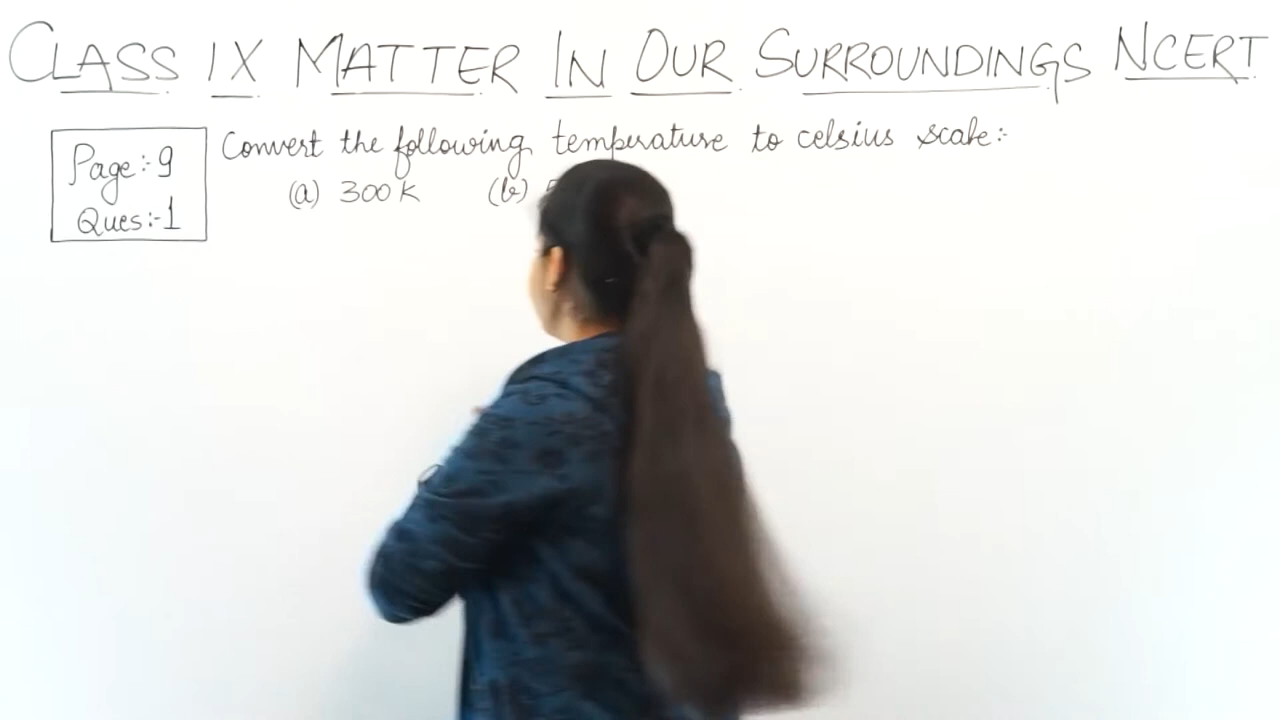 CLASS IX MATTER IN OUR SURROUNDINGS NCERT
Page:- 9
Ques:- 1
Convert the following temperature to celsius scale:-
(a) 300 K (b)